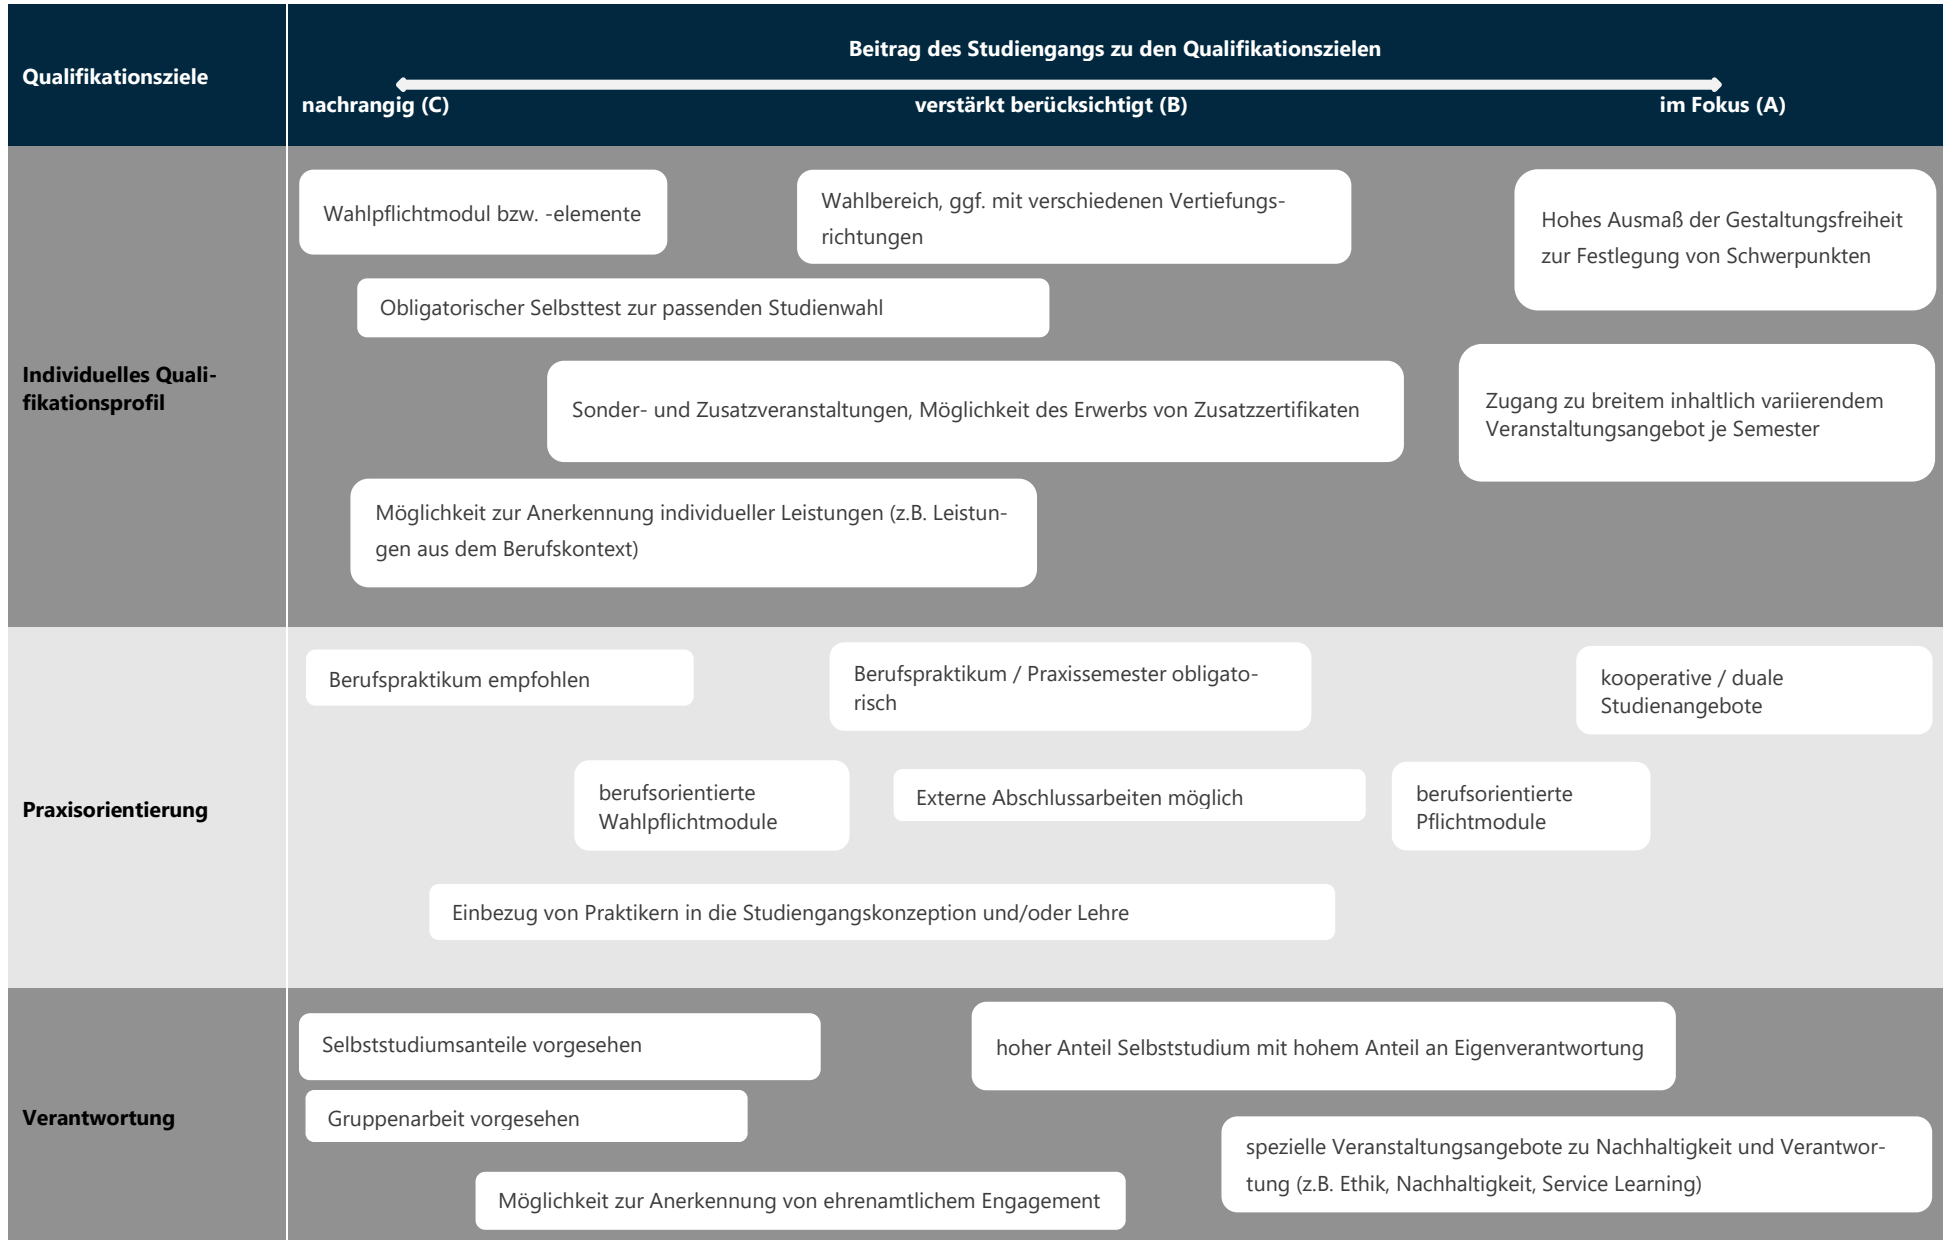 Qualifikationsziele
Beitrag des Studiengangs zu den Qualifikationszielen
nachrangig (C)
verstärkt berücksichtigt (B)
im Fokus (A)
Individuelles Quali-
fikationsprofil
Wahlpflichtmodul bzw. -elemente
Wahlbereich, ggf. mit verschiedenen Vertiefungs-
richtungen
Hohes Ausmaß der Gestaltungsfreiheit
zur Festlegung von Schwerpunkten
Obligatorischer Selbsttest zur passenden Studienwahl
Sonder- und Zusatzveranstaltungen, Möglichkeit des Erwerbs von Zusatzzertifikaten
Zugang zu breitem inhaltlich variierendem
Veranstaltungsangebot je Semester
Möglichkeit zur Anerkennung individueller Leistungen (z.B. Leistun-
gen aus dem Berufskontext)
Praxisorientierung
Berufspraktikum empfohlen
Berufspraktikum / Praxissemester obligato-
risch
kooperative / duale
Studienangebote
berufsorientierte
Wahlpflichtmodule
Externe Abschlussarbeiten möglich
berufsorientierte
Pflichtmodule
Einbezug von Praktikern in die Studiengangskonzeption und/oder Lehre
Verantwortung
Selbststudiumsanteile vorgesehen
hoher Anteil Selbststudium mit hohem Anteil an Eigenverantwortung
Gruppenarbeit vorgesehen
spezielle Veranstaltungsangebote zu Nachhaltigkeit und Verantwor-
tung (z.B. Ethik, Nachhaltigkeit, Service Learning)
Möglichkeit zur Anerkennung von ehrenamtlichem Engagement